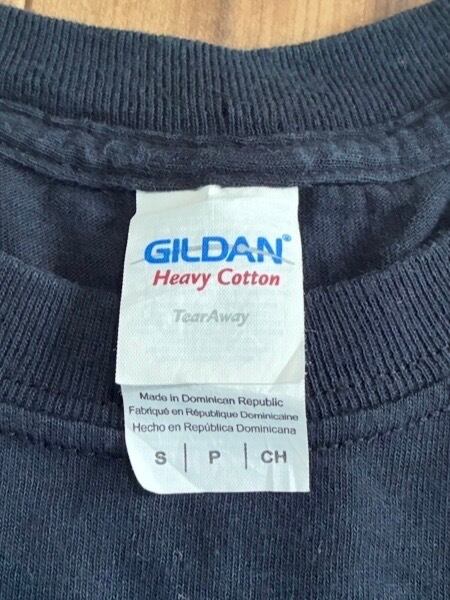 GILDAN®
Heavy Cotton
TearAway
Made in Dominican Republic
Fabriqué en République Dominicaine
Hecho en República Dominicana
S | P | CH